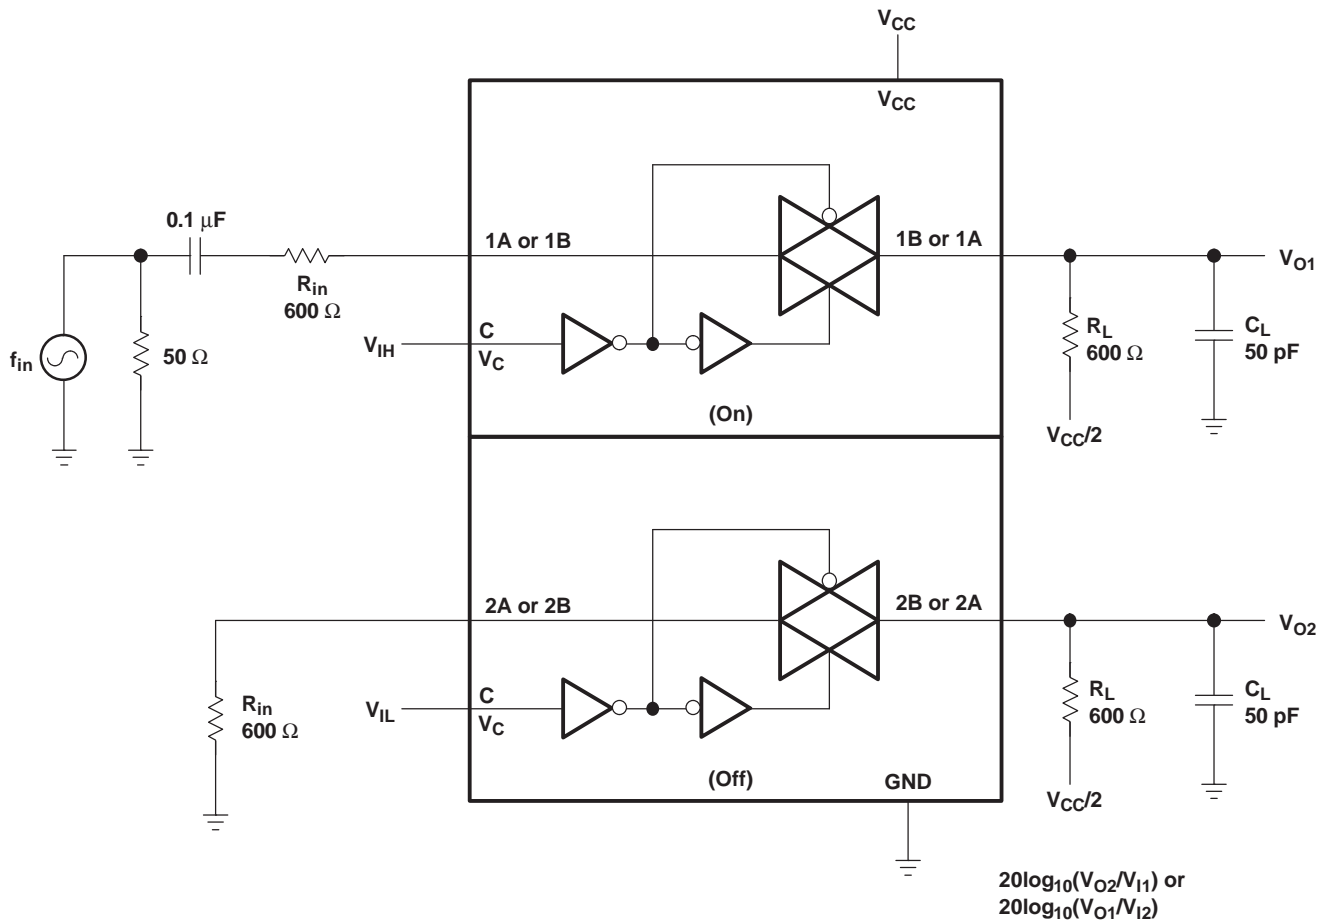 VCC
VCC
0.1 μF
1A or 1B
1B or 1A
VO1
Rin
600 Ω
fin
50 Ω
VIH
C
VC
RL
600 Ω
CL
50 pF
(On)
VCC/2
2A or 2B
2B or 2A
VO2
Rin
600 Ω
VIL
C
VC
RL
600 Ω
CL
50 pF
(Off)
GND
VCC/2
20log10(VO2/VI1) or
20log10(VO1/VI2)